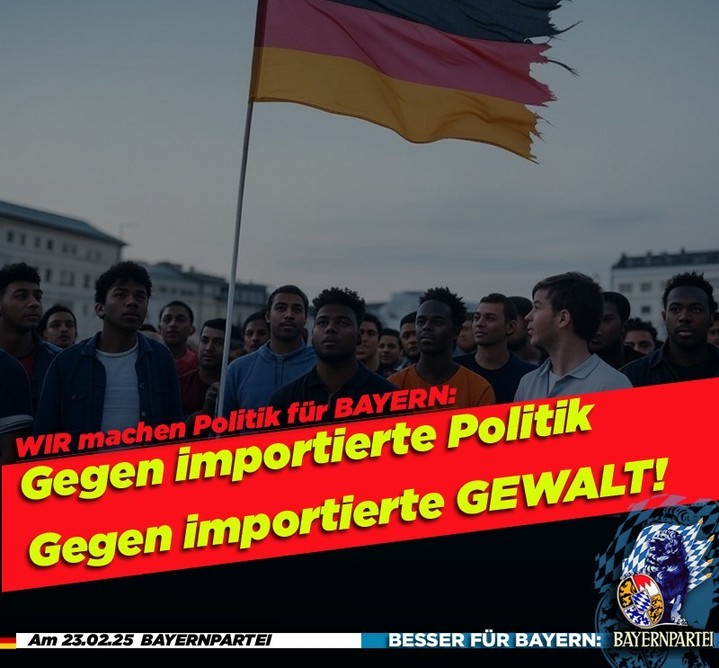 WIR machen Politik für BAYERN:
Gegen importierte Politik
Gegen importierte GEWALT!
Am 23.02.25 BAYERNPARTEI
BESSER FÜR BAYERN:
BAYERNPARTEI